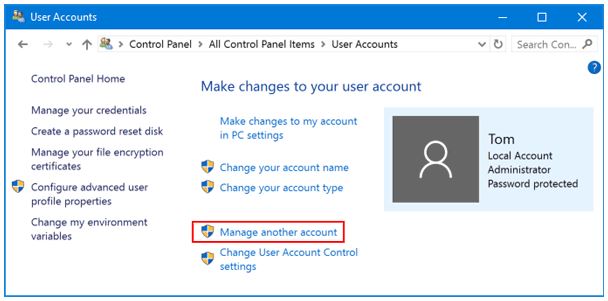 User Accounts
Control Panel > All Control Panel Items > User Accounts
Search Con...
?
Control Panel Home
Manage your credentials
Create a password reset disk
Manage your file encryption
certificates
Configure advanced user
profile properties
Change my environment
variables
Make changes to your user account
Make changes to my account
in PC settings
Change your account name
Change your account type
Manage another account
Change User Account Control
settings
Tom
Local Account
Administrator
Password protected